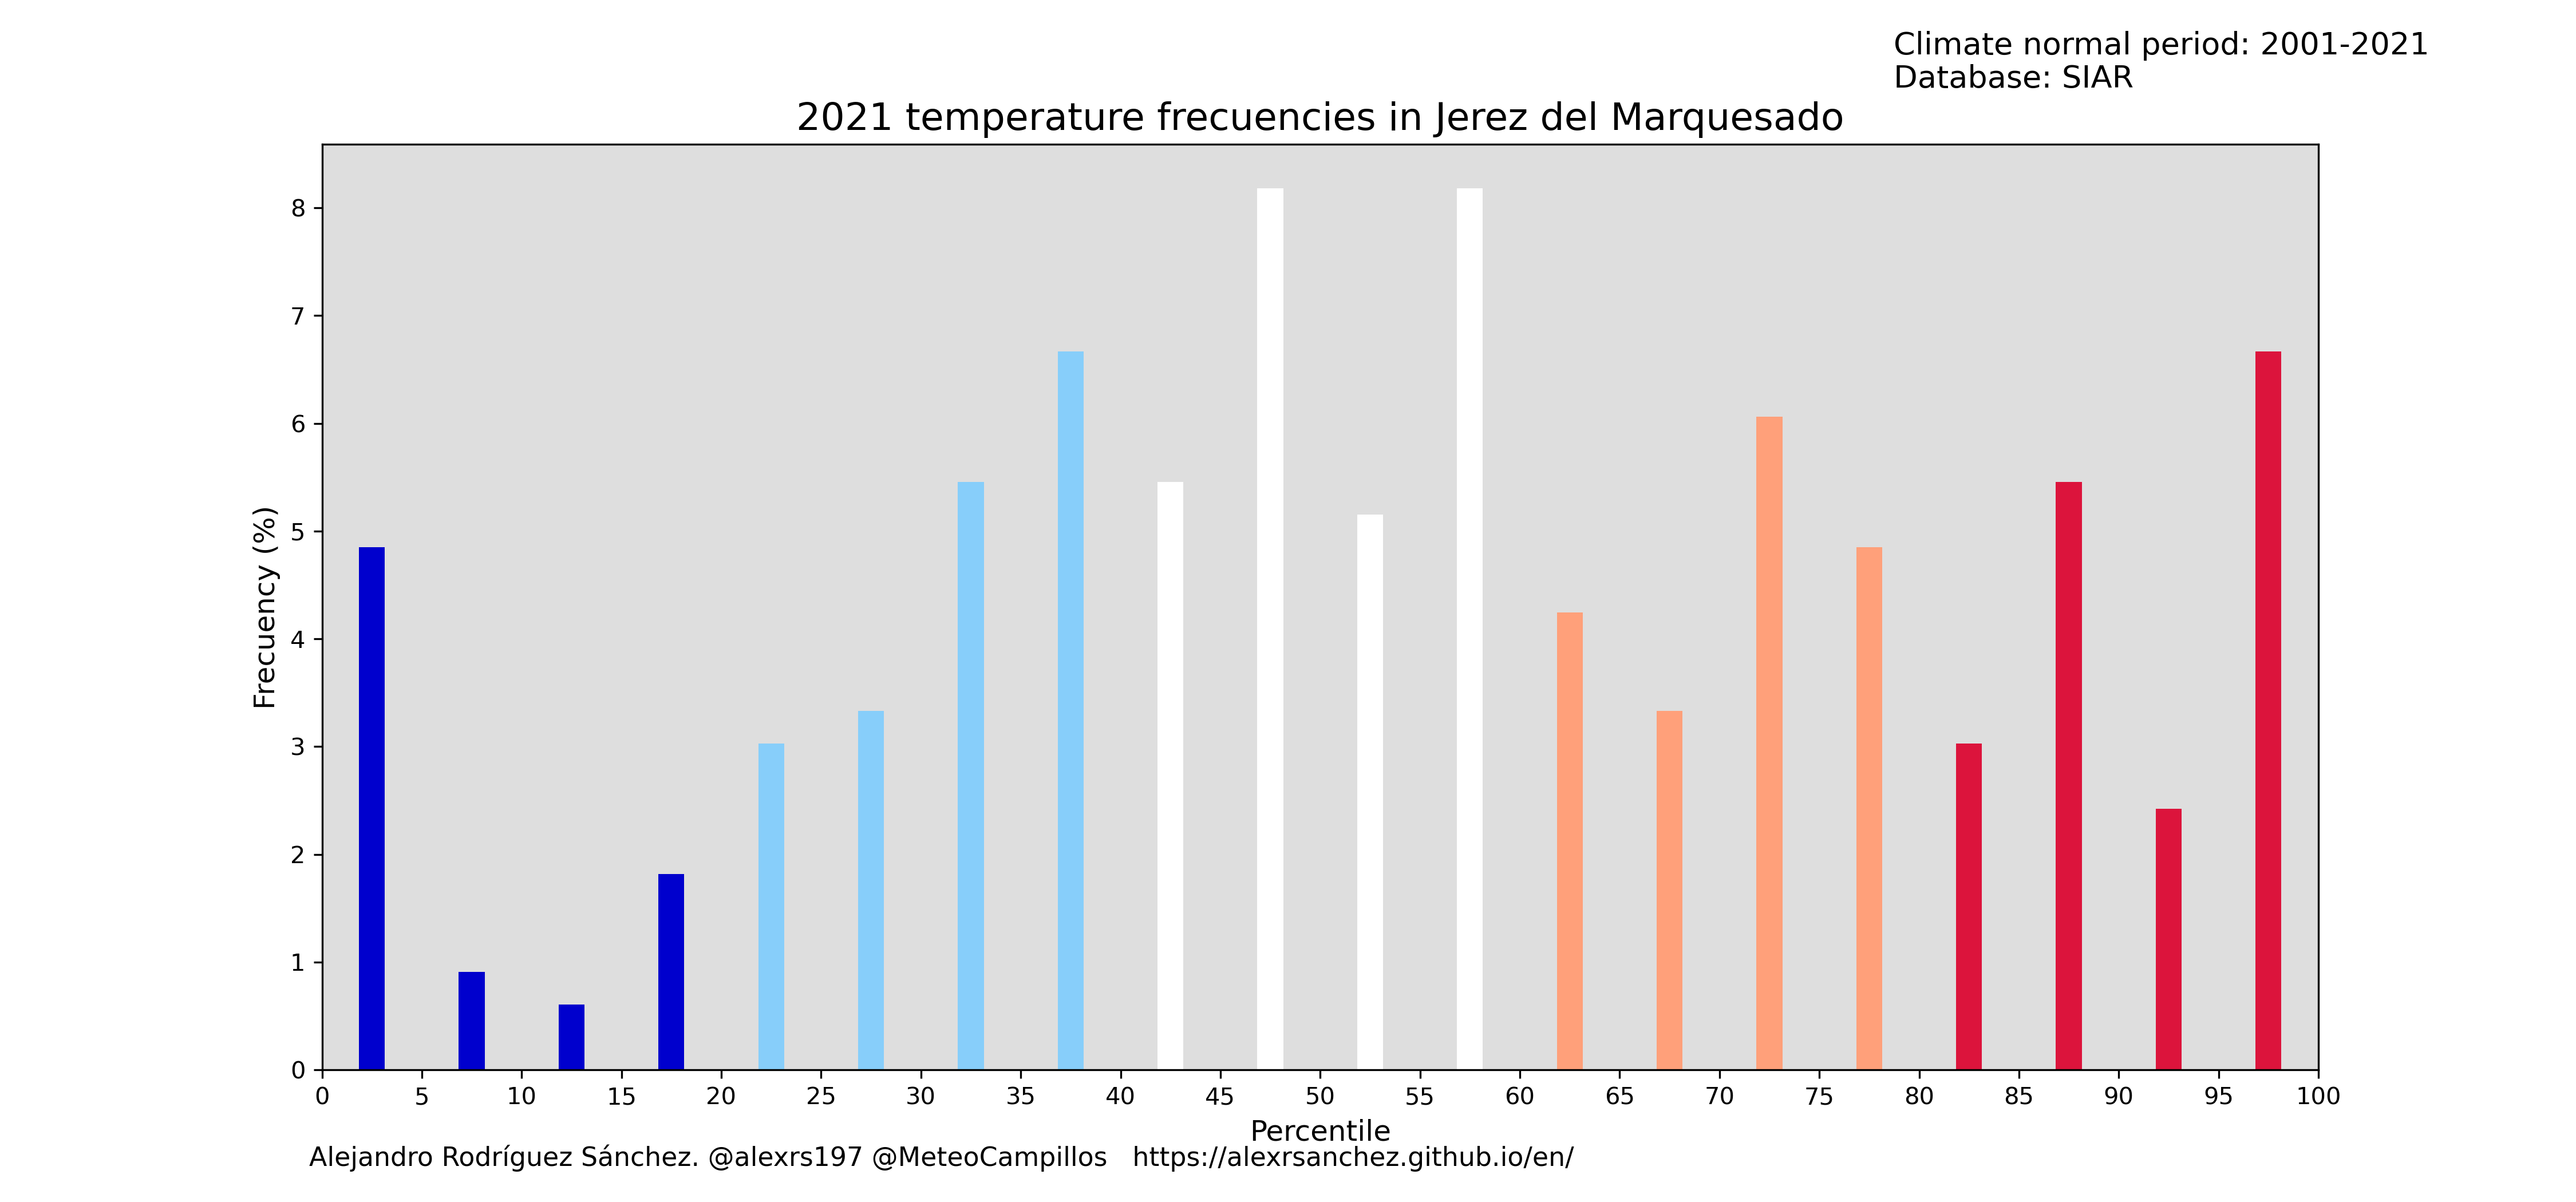 Climate normal period: 2001-2021
Database: SIAR
2021 temperature frecuencies in Jerez del Marquesado
8
7
6
5
4
3
2
1
0
Frecuency (%)
0 5 10 15 20 25 30 35 40 45 50 55 60 65 70 75 80 85 90 95 100
Percentile
Alejandro Rodríguez Sánchez. @alexrs197 @MeteoCampillos https://alexrsanchez.github.io/en/